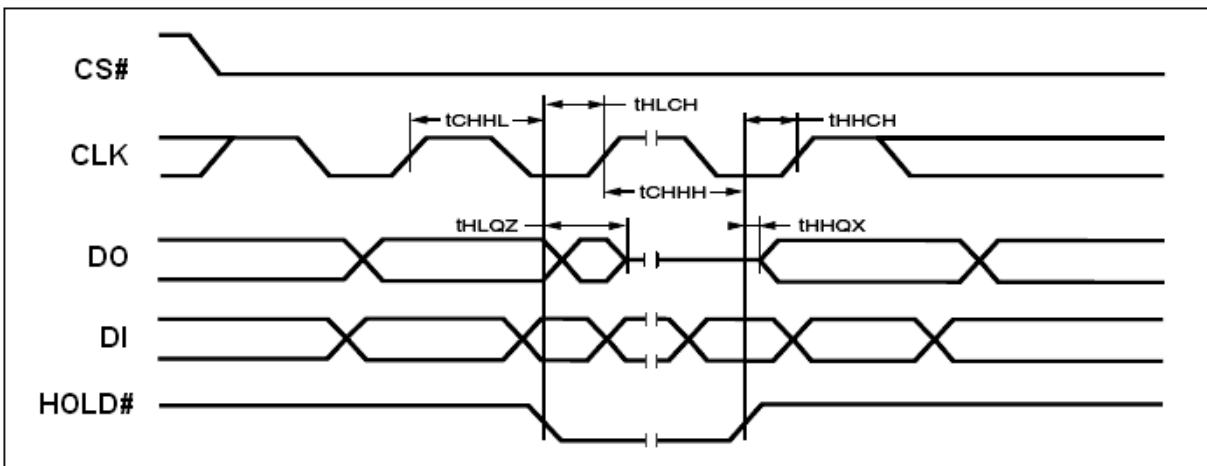 CS#
tHLCH
tCHHL
tHHCH
CLK
tCHHH
tHLQZ
tHHQX
DO
DI
HOLD#